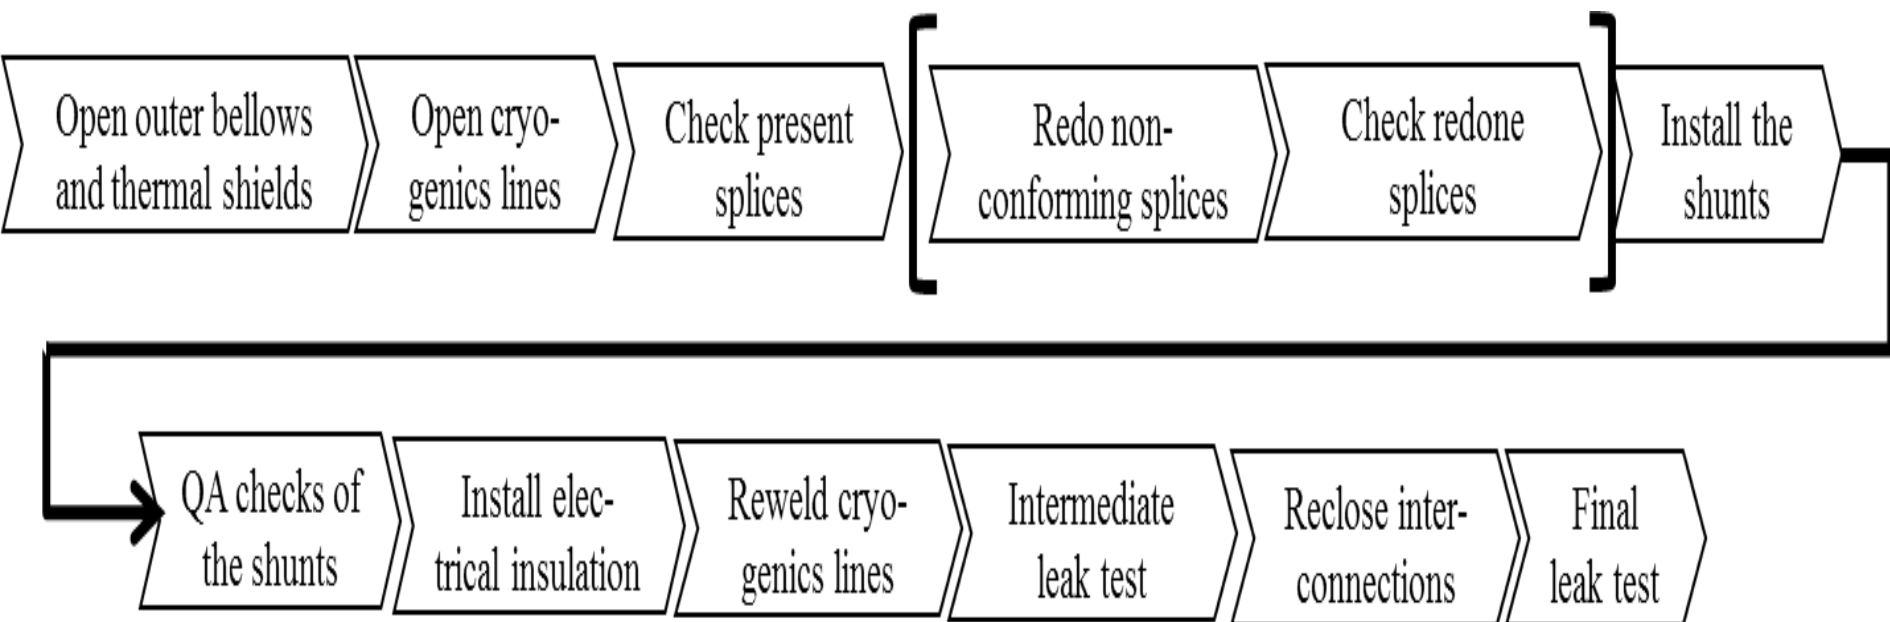 Open outer bellows
and thermal shields
Open cryo-
genics lines
Check present
splices
Redo non-
conforming splices
Check redone
splices
Install the
shunts
QA checks of
the shunts
Install elec-
trical insulation
Reweld cryo-
genics lines
Intermediate
leak test
Reclose inter-
connections
Final
leak test